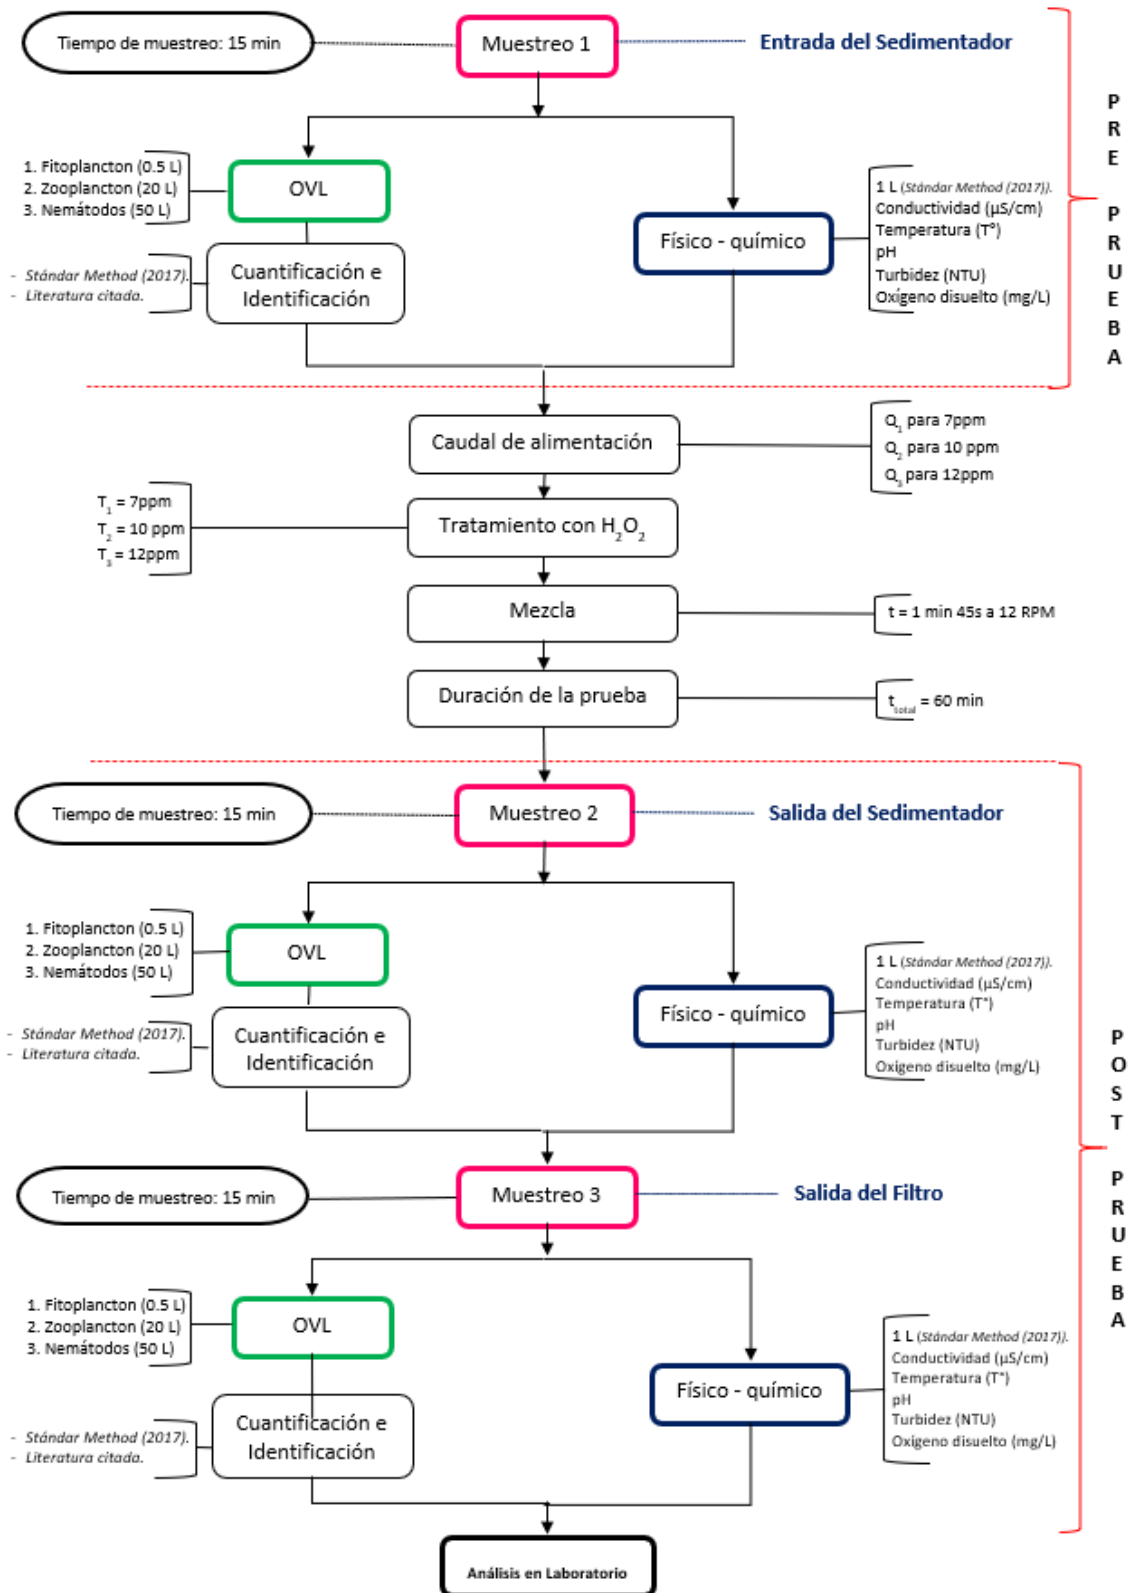 Tiempo de muestreo: 15 min
Muestreo 1
Entrada del Sedimentador
PRE PRUEBA
1. Fitoplancton (0.5 L)
2. Zooplancton (20 L)
3. Nemátodos (50 L)
OVL
Físico - químico
1 L (Stándar Method (2017)).
Conductividad (µS/cm)
Temperatura (T°)
pH
Turbidez (NTU)
Oxígeno disuelto (mg/L)
- Stándar Method (2017).
- Literatura citada.
Cuantificación e
Identificación
Caudal de alimentación
Q₁ para 7ppm
Q₂ para 10 ppm
Q₃ para 12ppm
T₁ = 7ppm
T₂ = 10 ppm
T₃ = 12ppm
Tratamiento con H₂O₂
Mezcla
t = 1 min 45s a 12 RPM
Duración de la prueba
t total = 60 min
Tiempo de muestreo: 15 min
Muestreo 2
Salida del Sedimentador
POST PRUEBA
1. Fitoplancton (0.5 L)
2. Zooplancton (20 L)
3. Nemátodos (50 L)
OVL
Físico - químico
1 L (Stándar Method (2017)).
Conductividad (µS/cm)
Temperatura (T°)
pH
Turbidez (NTU)
Oxigeno disuelto (mg/L)
- Stándar Method (2017).
- Literatura citada.
Cuantificación e
Identificación
Tiempo de muestreo: 15 min
Muestreo 3
Salida del Filtro
1. Fitoplancton (0.5 L)
2. Zooplancton (20 L)
3. Nemátodos (50 L)
OVL
Físico - químico
1 L (Stándar Method (2017)).
Conductividad (µS/cm)
Temperatura (T°)
pH
Turbidez (NTU)
Oxigeno disuelto (mg/L)
- Stándar Method (2017).
- Literatura citada.
Cuantificación e
Identificación
Análisis en Laboratorio